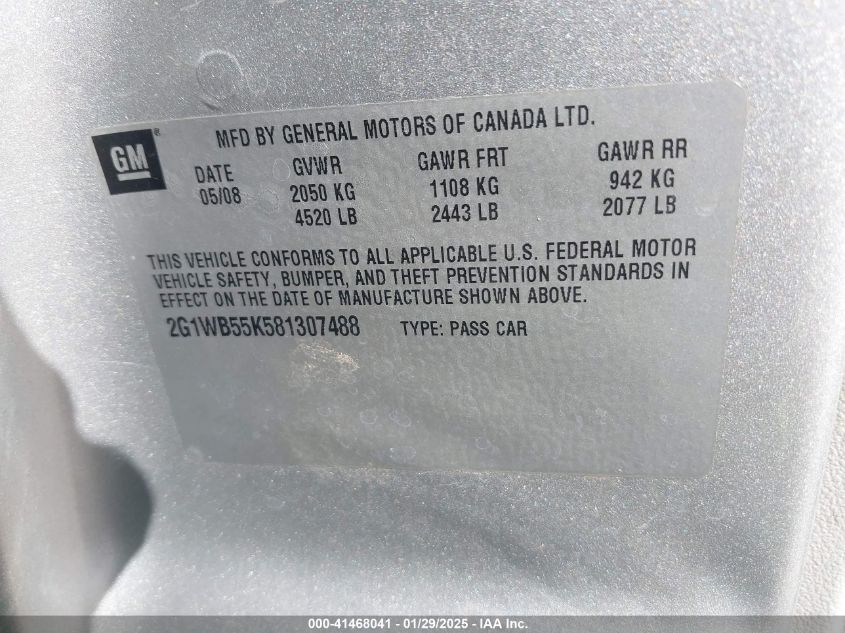 MFD BY GENERAL MOTORS OF CANADA LTD.
GM®
DATE GVWR GAWR FRT GAWR RR
05/08 2050 KG 1108 KG 942 KG
4520 LB 2443 LB 2077 LB
THIS VEHICLE CONFORMS TO ALL APPLICABLE U.S. FEDERAL MOTOR
VEHICLE SAFETY, BUMPER, AND THEFT PREVENTION STANDARDS IN
EFFECT ON THE DATE OF MANUFACTURE SHOWN ABOVE.
2G1WB55K581307488 TYPE: PASS CAR
000-41468041 - 01/29/2025 - IAA Inc.